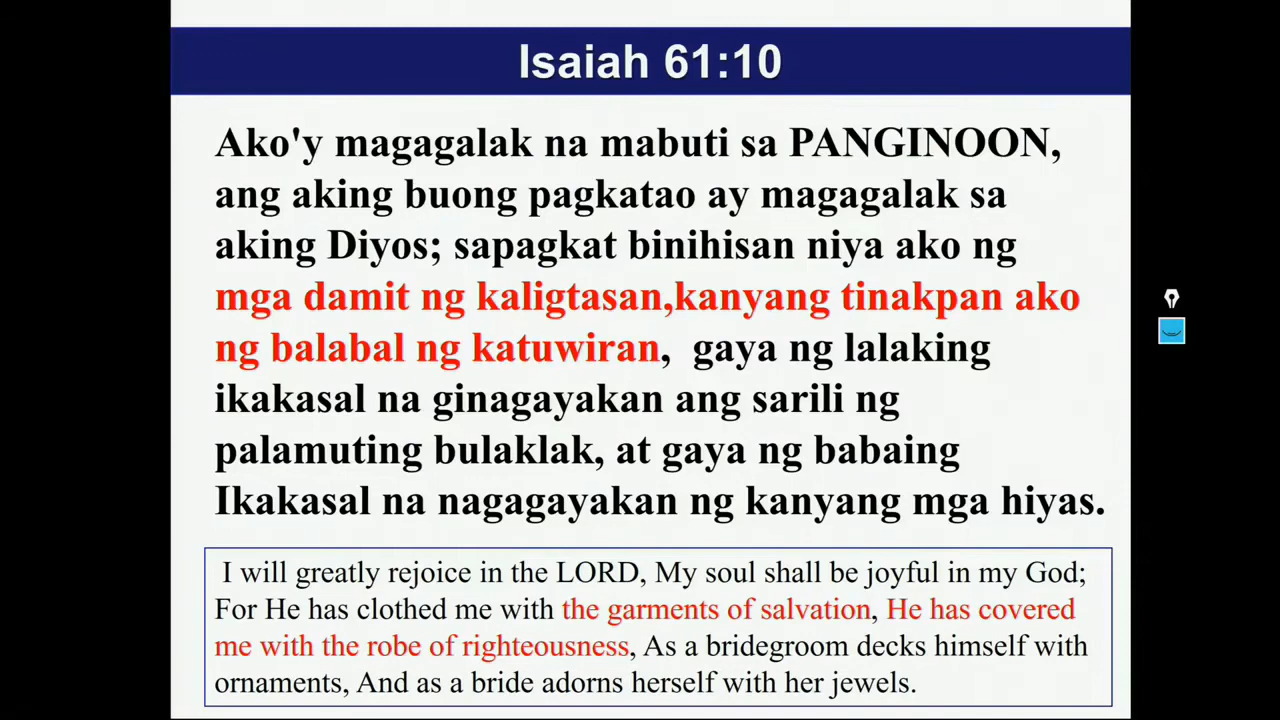 Isaiah 61:10
Ako'y magagalak na mabuti sa PANGINOON,
ang aking buong pagkatao ay magagalak sa
aking Diyos; sapagkat binihisan niya ako ng
mga damit ng kaligtasan,kanyang tinakpan ako
ng balabal ng katuwiran, gaya ng lalaking
ikakasal na ginagayakan ang sarili ng
palamuting bulaklak, at gaya ng babaing
Ikakasal na nagagayakan ng kanyang mga hiyas.
I will greatly rejoice in the LORD, My soul shall be joyful in my God;
For He has clothed me with the garments of salvation, He has covered
me with the robe of righteousness, As a bridegroom decks himself with
ornaments, And as a bride adorns herself with her jewels.